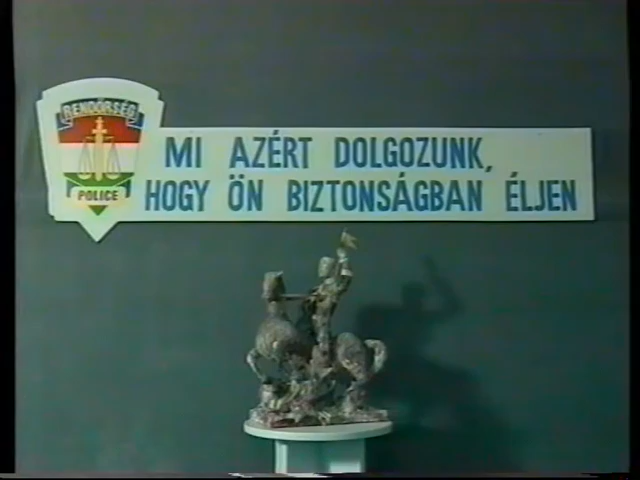 RENDŐRSÉG
POLICE
MI AZÉRT DOLGOZUNK,
HOGY ÖN BIZTONSÁGBAN ÉLJEN